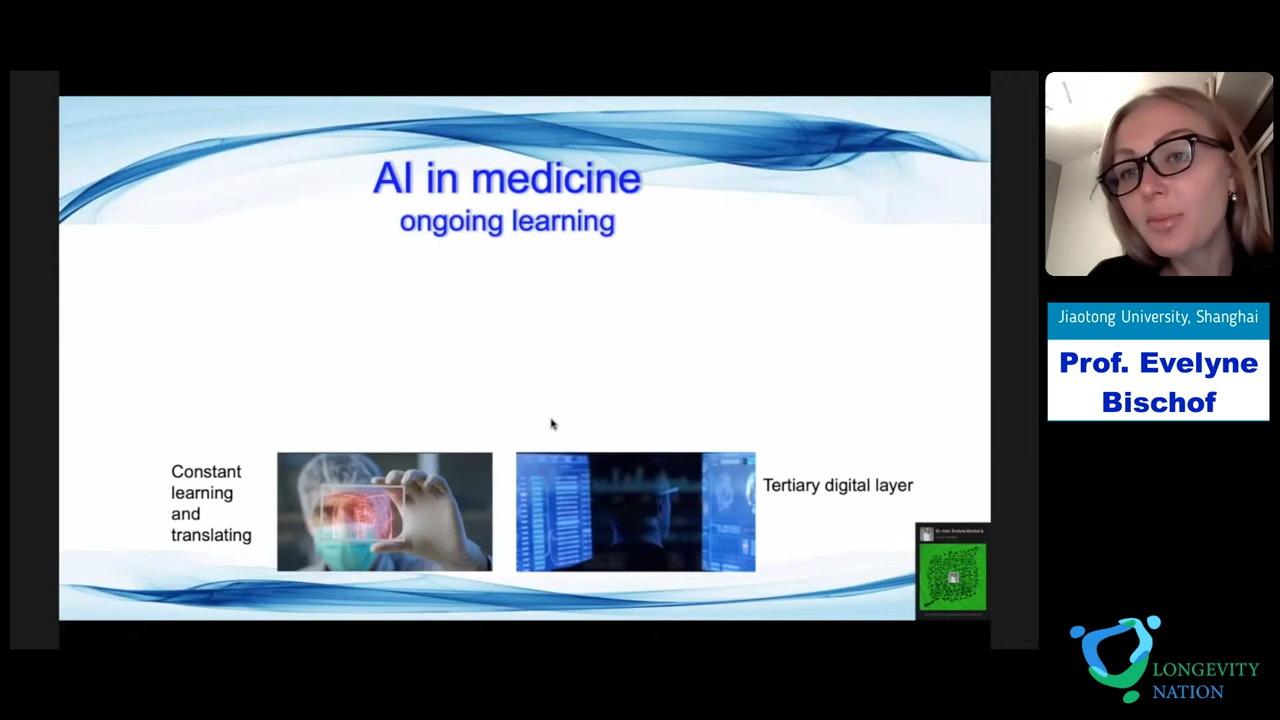 AI in medicine
ongoing learning
Constant
learning
and
translating
Tertiary digital layer
Jiaotong University, Shanghai
Prof. Evelyne
Bischof
LONGEVITY
NATION